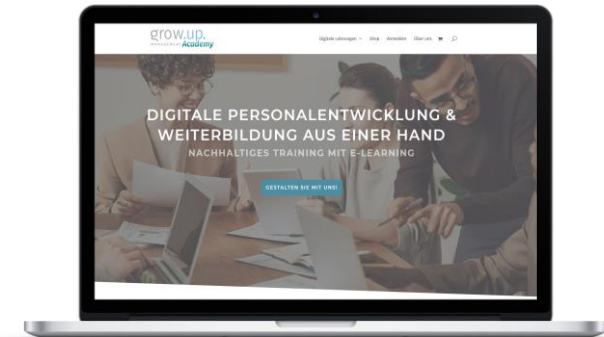 grow.up.
MANAGEMENT Academy
Digitale Lösungen Shop Anmelden Über uns
DIGITALE PERSONALENTWICKLUNG &
WEITERBILDUNG AUS EINER HAND
NACHHALTIGES TRAINING MIT E-LEARNING
GESTALTEN SIE MIT UNS!